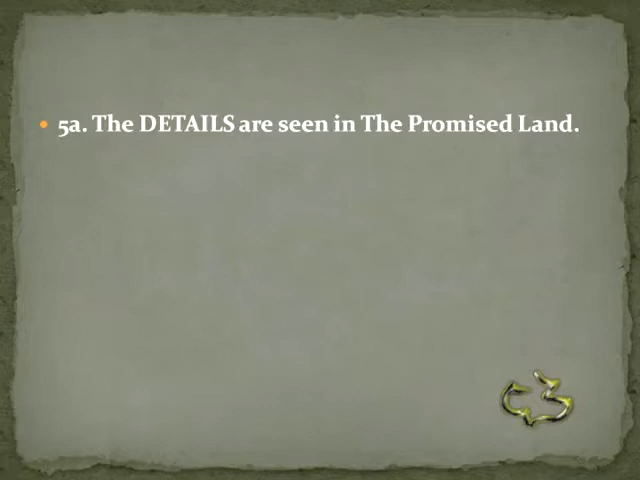 • 5a. The DETAILS are seen in The Promised Land.